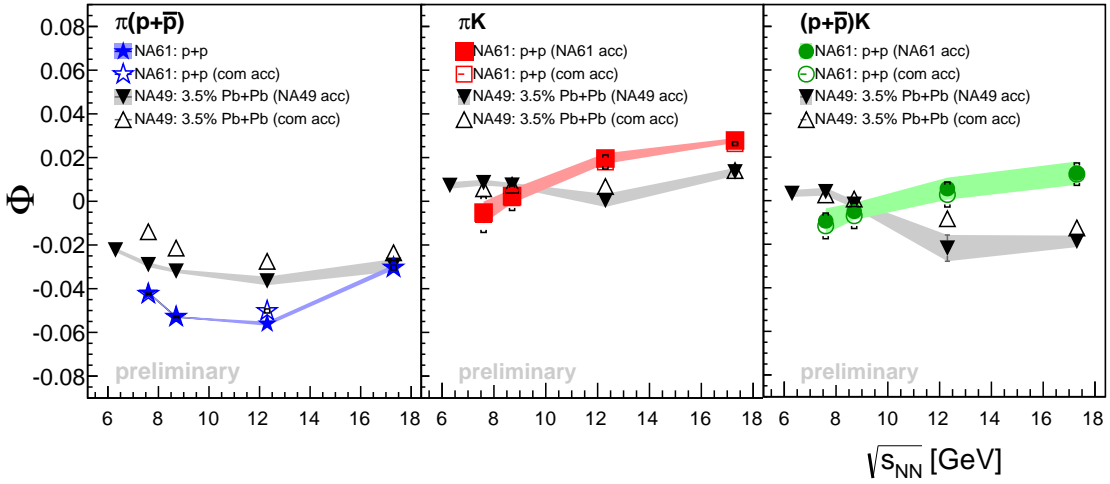 π(p+p̅)
NA61: p+p
NA61: p+p (com acc)
NA49: 3.5% Pb+Pb (NA49 acc)
NA49: 3.5% Pb+Pb (com acc)
preliminary
πK
NA61: p+p (NA61 acc)
NA61: p+p (com acc)
NA49: 3.5% Pb+Pb (NA49 acc)
NA49: 3.5% Pb+Pb (com acc)
preliminary
(p+p̅)K
NA61: p+p (NA61 acc)
NA61: p+p (com acc)
NA49: 3.5% Pb+Pb (NA49 acc)
NA49: 3.5% Pb+Pb (com acc)
preliminary
Φ
0.08
0.06
0.04
0.02
0
-0.02
-0.04
-0.06
-0.08
6 8 10 12 14 16 18
6 8 10 12 14 16 18
6 8 10 12 14 16 18
√sNN [GeV]